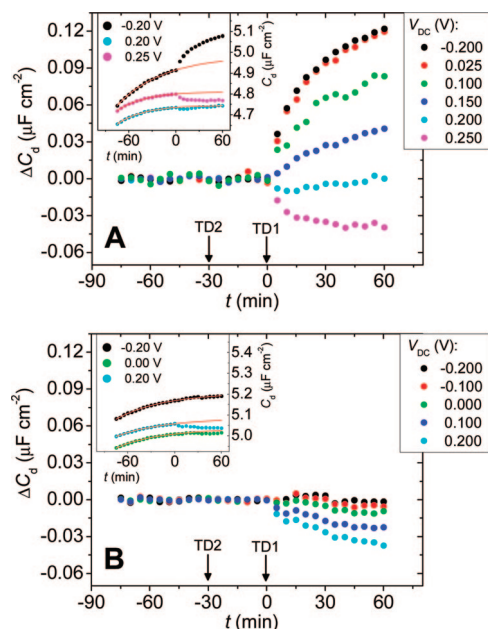 -0.20 V
0.20 V
0.25 V
5.1
5.0
4.9
4.8
4.7
C_d (μF cm⁻²)
-60 0 60
t (min)
V_DC (V):
-0.200
0.025
0.100
0.150
0.200
0.250
0.12
0.09
0.06
0.03
0.00
-0.03
-0.06
ΔC_d (μF cm⁻²)
A
TD2
TD1
-90 -60 -30 0 30 60
t (min)
-0.20 V
0.00 V
0.20 V
5.4
5.3
5.2
5.1
5.0
C_d (μF cm⁻²)
-60 0 60
t (min)
V_DC (V):
-0.200
-0.100
0.000
0.100
0.200
0.12
0.09
0.06
0.03
0.00
-0.03
-0.06
ΔC_d (μF cm⁻²)
B
TD2
TD1
-90 -60 -30 0 30 60
t (min)